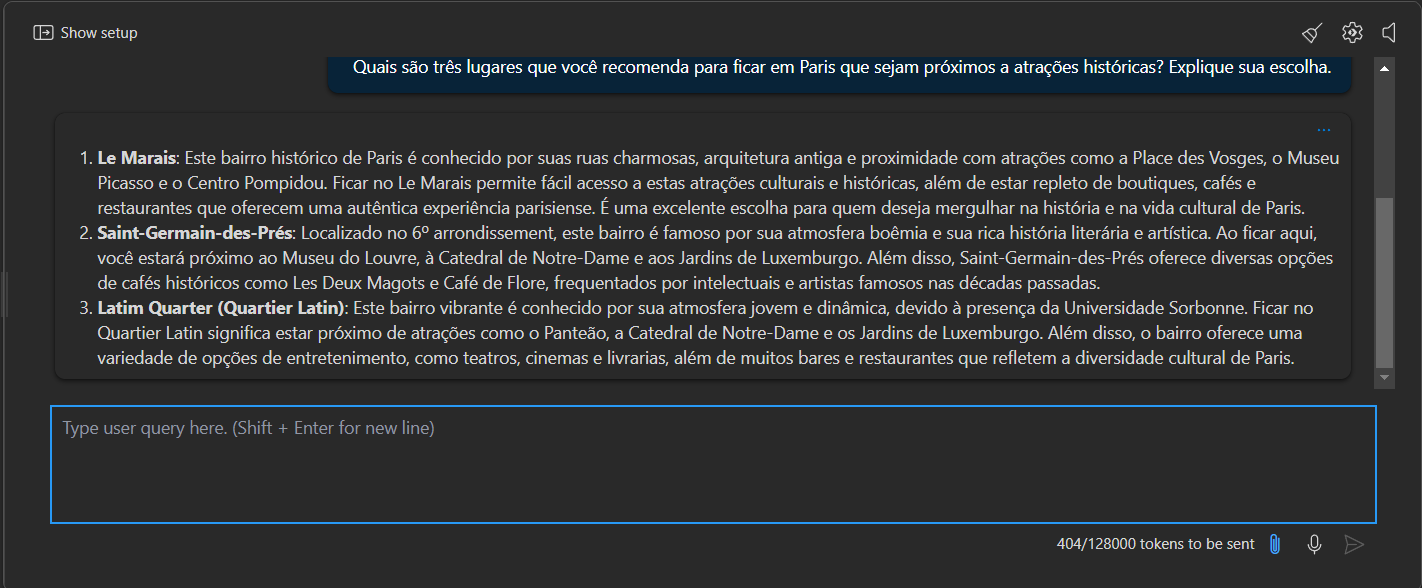 Show setup
Quais são três lugares que você recomenda para ficar em Paris que sejam próximos a atrações históricas? Explique sua escolha.
1. Le Marais: Este bairro histórico de Paris é conhecido por suas ruas charmosas, arquitetura antiga e proximidade com atrações como a Place des Vosges, o Museu
Picasso e o Centro Pompidou. Ficar no Le Marais permite fácil acesso a estas atrações culturais e históricas, além de estar repleto de boutiques, cafés e
restaurantes que oferecem uma autêntica experiência parisiense. É uma excelente escolha para quem deseja mergulhar na história e na vida cultural de Paris.
2. Saint-Germain-des-Prés: Localizado no 6º arrondissement, este bairro é famoso por sua atmosfera boêmia e sua rica história literária e artística. Ao ficar aqui,
você estará próximo ao Museu do Louvre, à Catedral de Notre-Dame e aos Jardins de Luxemburgo. Além disso, Saint-Germain-des-Prés oferece diversas opções
de cafés históricos como Les Deux Magots e Café de Flore, frequentados por intelectuais e artistas famosos nas décadas passadas.
3. Latim Quarter (Quartier Latin): Este bairro vibrante é conhecido por sua atmosfera jovem e dinâmica, devido à presença da Universidade Sorbonne. Ficar no
Quartier Latin significa estar próximo de atrações como o Panteão, a Catedral de Notre-Dame e os Jardins de Luxemburgo. Além disso, o bairro oferece uma
variedade de opções de entretenimento, como teatros, cinemas e livrarias, além de muitos bares e restaurantes que refletem a diversidade cultural de Paris.
Type user query here. (Shift + Enter for new line)
404/128000 tokens to be sent